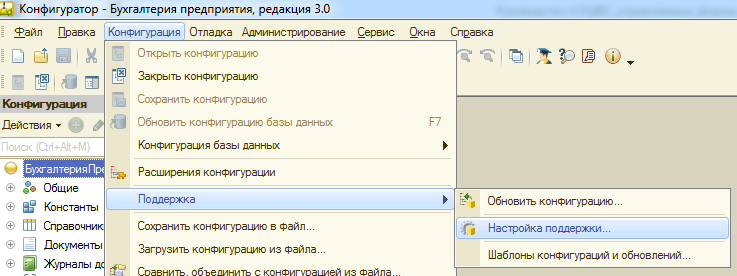 Конфигуратор - Бухгалтерия предприятия, редакция 3.0
Файл Правка Конфигурация Отладка Администрирование Сервис Окна Справка
Открыть конфигурацию
Закрыть конфигурацию
Конфигурация
Сохранить конфигурацию
Действия
Обновить конфигурацию базы данных F7
Поиск (Ctrl+Alt+M)
Конфигурация базы данных
БухгалтерияПре
Расширения конфигурации
Общие
Поддержка
Обновить конфигурацию...
Константы
Сохранить конфигурацию в файл...
Настройка поддержки...
Справочник
Загрузить конфигурацию из файла...
Шаблоны конфигураций и обновлений...
Документы
Сравнить, объединить с конфигурацией из файла...
Журналы до